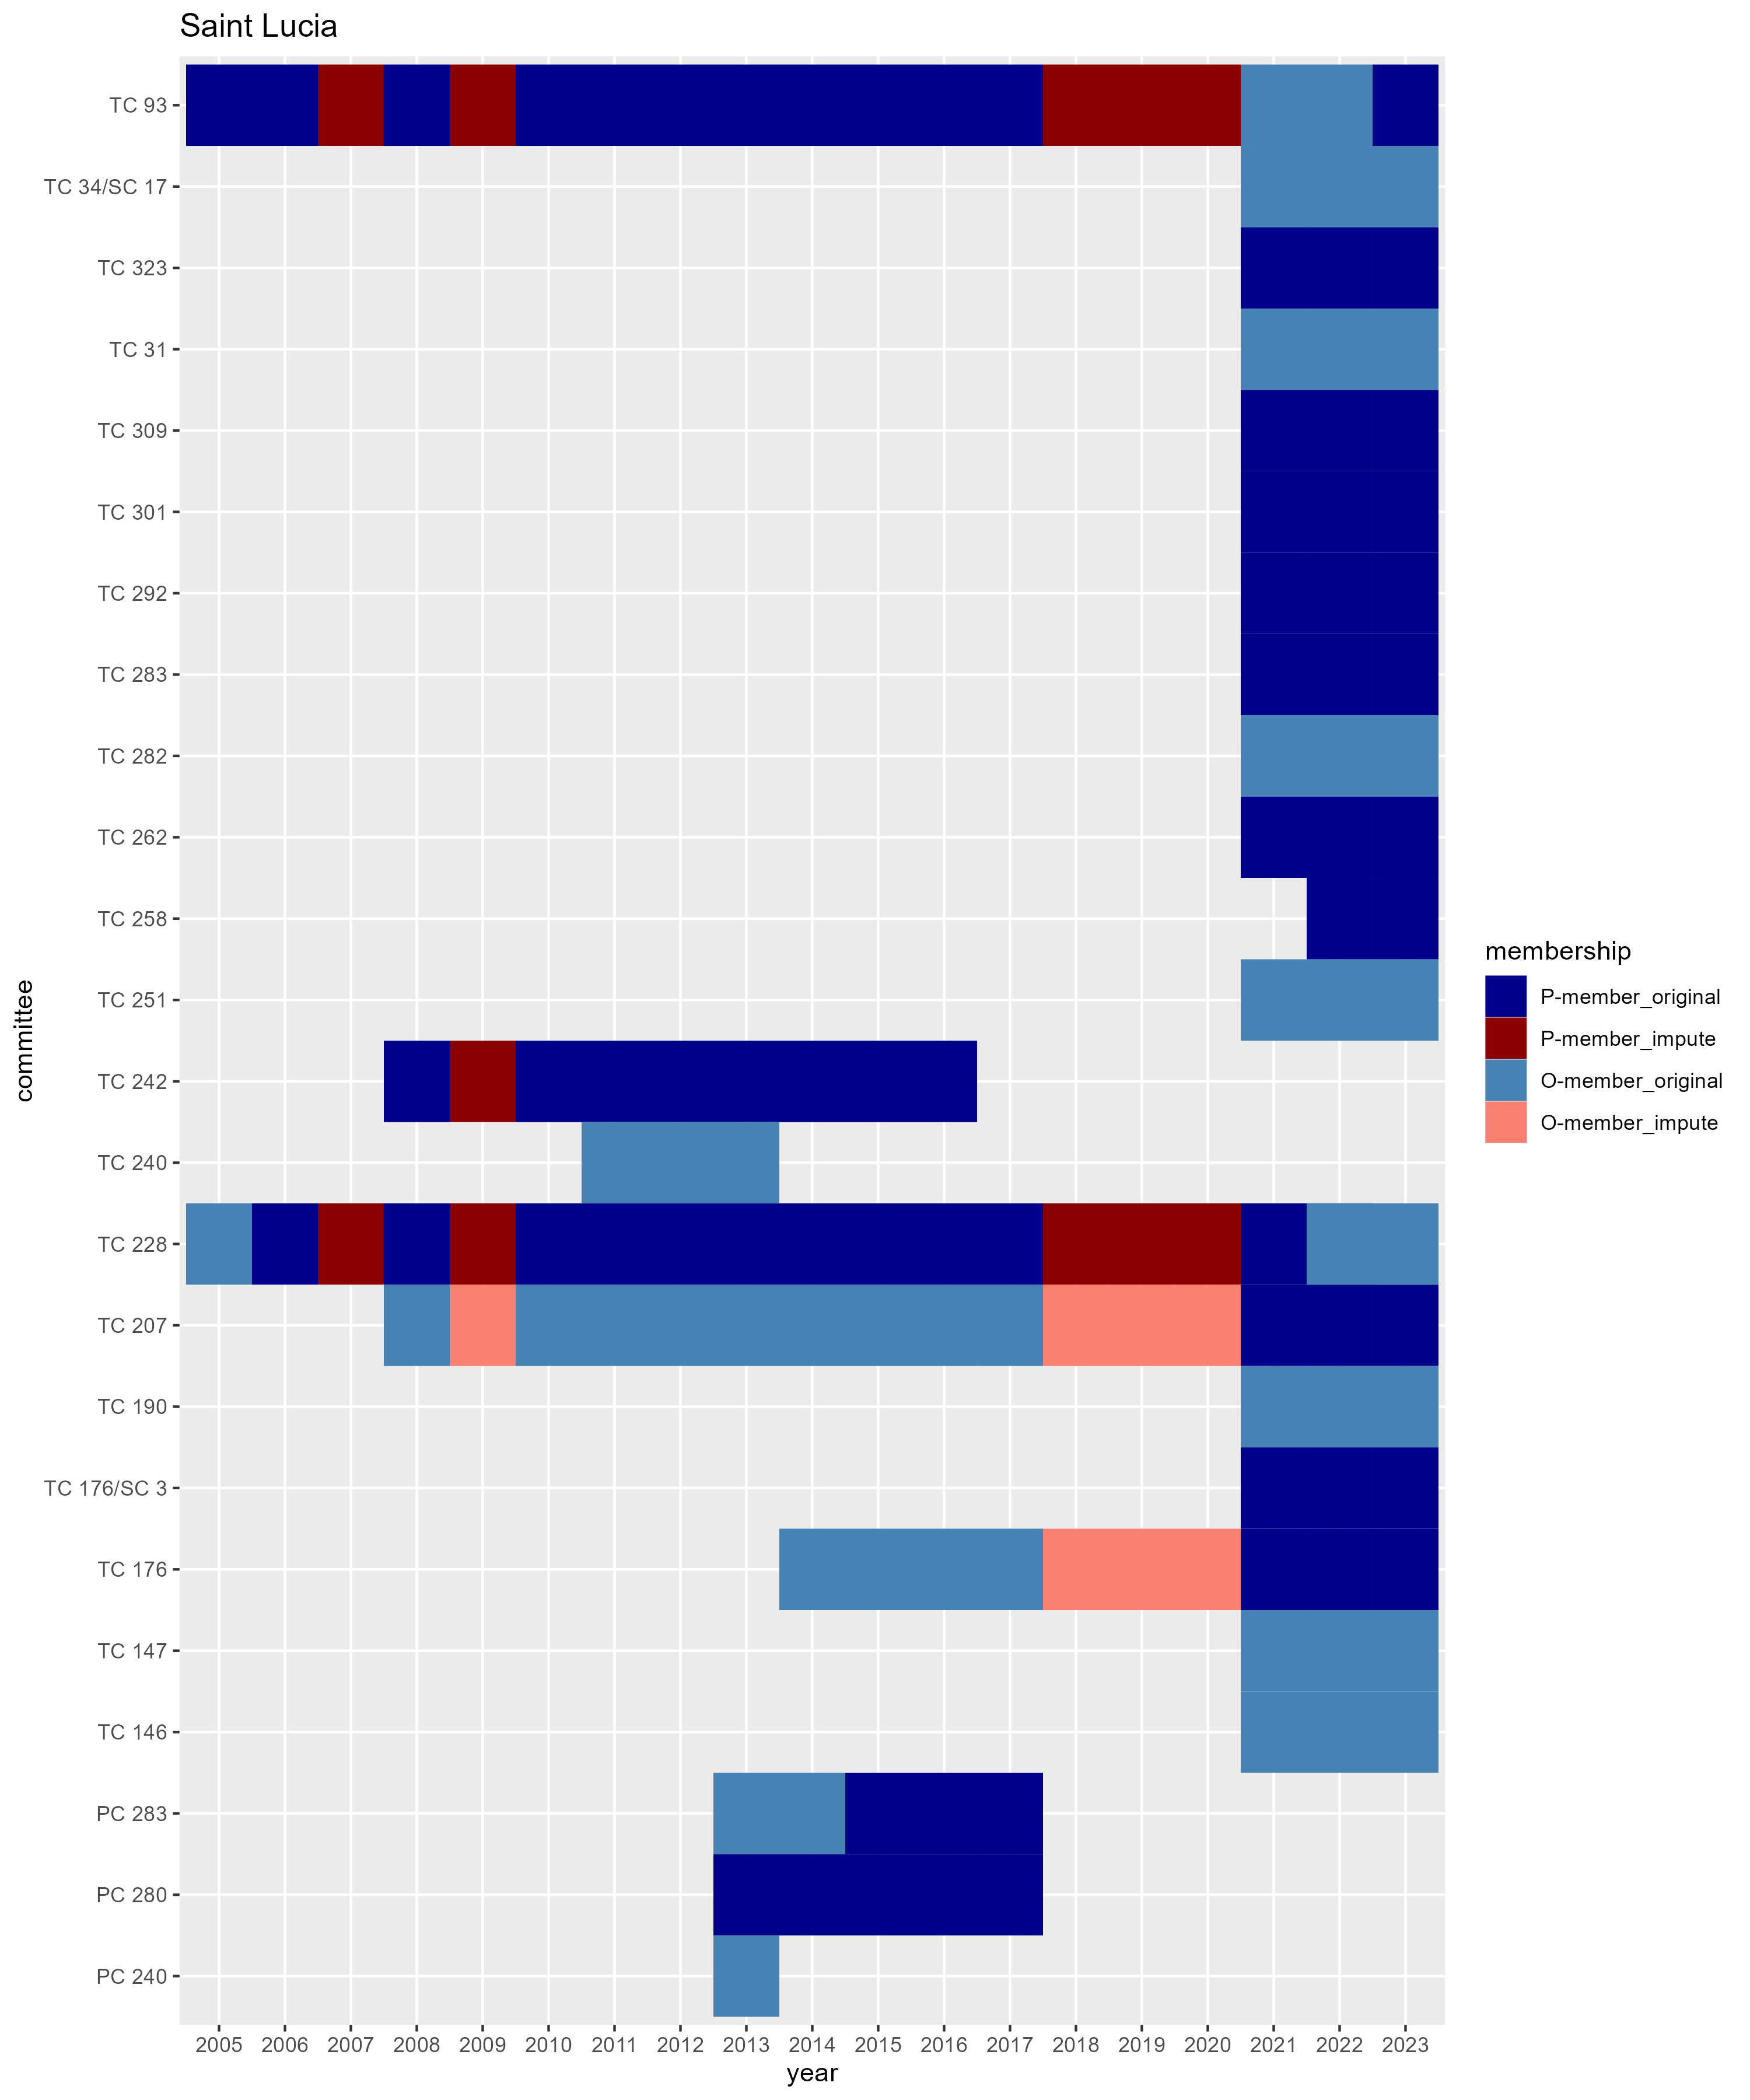 Saint Lucia
TC 93
TC 34/SC 17
TC 323
TC 31
TC 309
TC 301
TC 292
TC 283
TC 282
TC 262
TC 258
TC 251
TC 242
TC 240
TC 228
TC 207
TC 190
TC 176/SC 3
TC 176
TC 147
TC 146
PC 283
PC 280
PC 240
committee
2005 2006 2007 2008 2009 2010 2011 2012 2013 2014 2015 2016 2017 2018 2019 2020 2021 2022 2023
year
membership
P-member_original
P-member_impute
O-member_original
O-member_impute